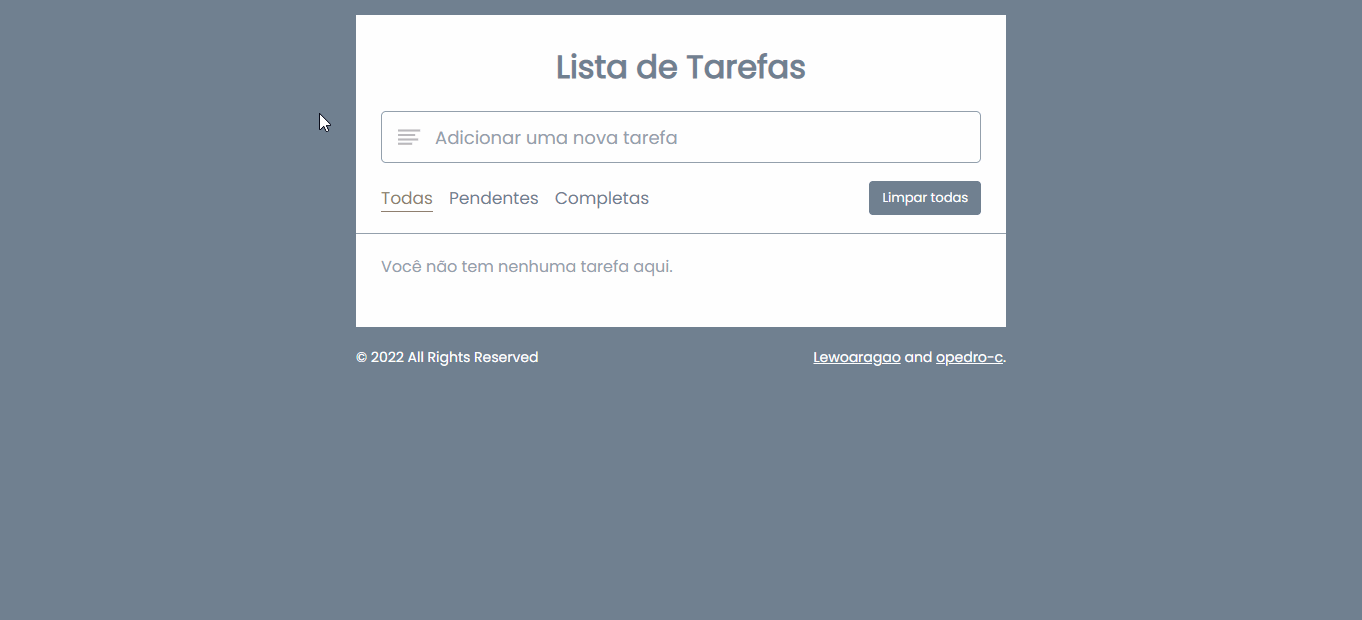 Lista de Tarefas
Adicionar uma nova tarefa
Todas Pendentes Completas Limpar todas
Você não tem nenhuma tarefa aqui.
© 2022 All Rights Reserved Lewoaragao and opedro-c.